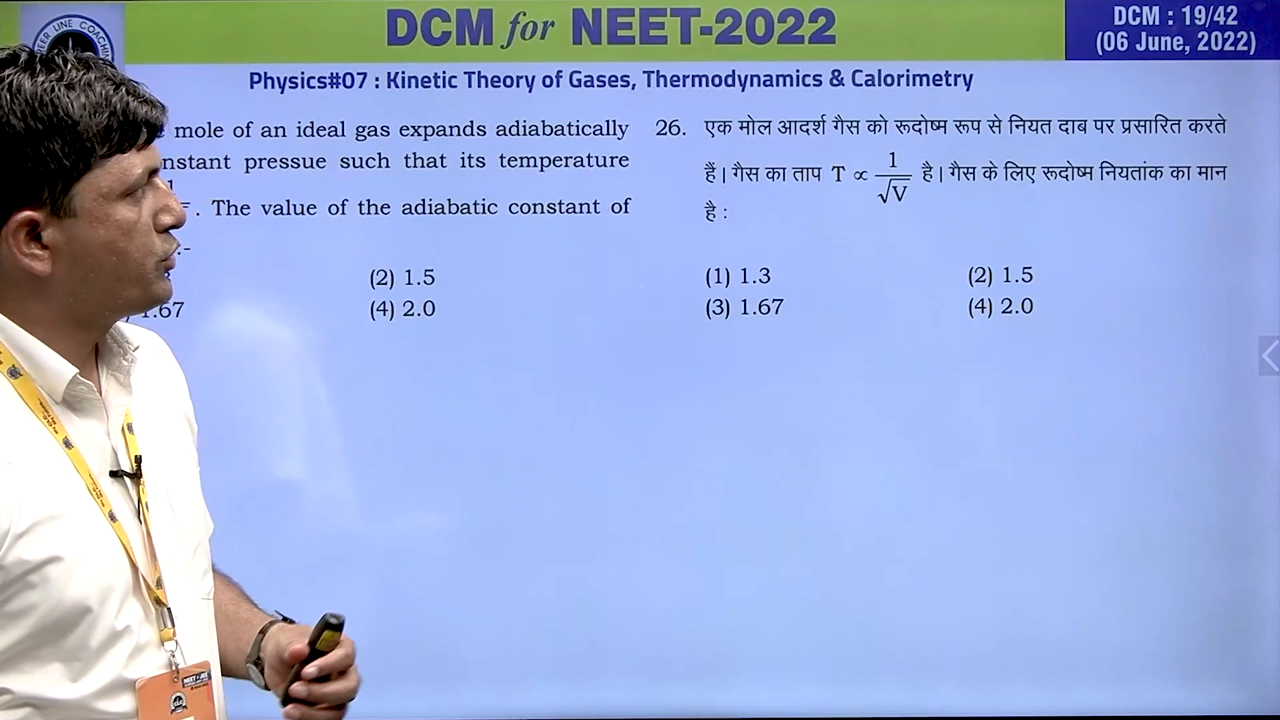 DCM for NEET-2022
DCM : 19/42
(06 June, 2022)
Physics#07 : Kinetic Theory of Gases, Thermodynamics & Calorimetry
mole of an ideal gas expands adiabatically
pressue such that its temperature
. The value of the adiabatic constant of
:-
(2) 1.5
1.67
(4) 2.0
26. एक मोल आदर्श गैस को रूदोष्म रूप से नियत दाब पर प्रसारित करते
हैं। गैस का ताप T ∝ 1/√V है। गैस के लिए रूदोष्म नियतांक का मान
है :
(1) 1.3 (2) 1.5
(3) 1.67 (4) 2.0
NEET - JEE